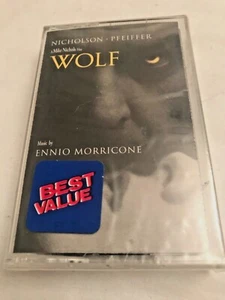 NICHOLSON · PFEIFFER
a Mike Nichols film
WOLF
Music by
ENNIO MORRICONE
BEST
VALUE